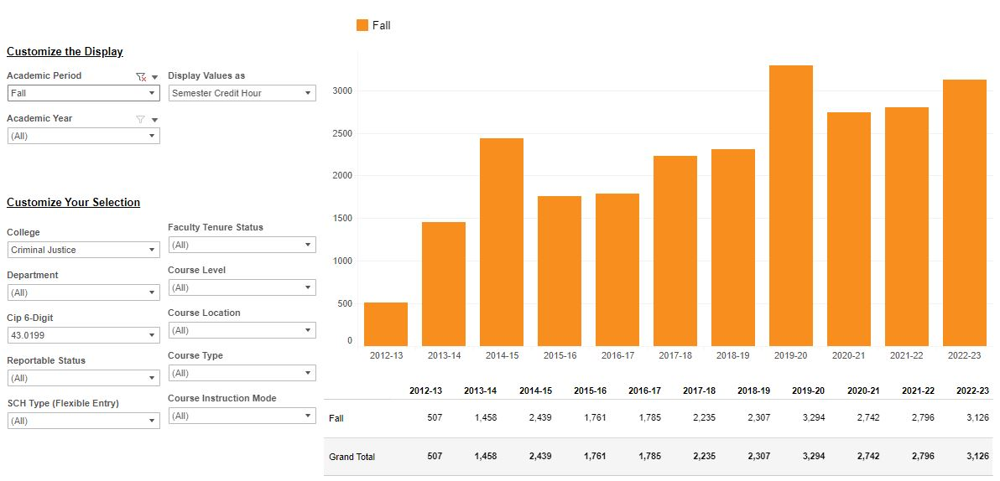 Fall
Customize the Display
Academic Period
Display Values as
Fall
Semester Credit Hour
Academic Year
(All)
Customize Your Selection
College
Faculty Tenure Status
Criminal Justice
(All)
Department
Course Level
(All)
(All)
Cip 6-Digit
Course Location
43.0199
(All)
Reportable Status
Course Type
(All)
(All)
SCH Type (Flexible Entry)
Course Instruction Mode
(All)
(All)
3000
2500
2000
1500
1000
500
0
2012-13 2013-14 2014-15 2015-16 2016-17 2017-18 2018-19 2019-20 2020-21 2021-22 2022-23
2012-13 2013-14 2014-15 2015-16 2016-17 2017-18 2018-19 2019-20 2020-21 2021-22 2022-23
Fall 507 1,458 2,439 1,761 1,785 2,235 2,307 3,294 2,742 2,796 3,126
Grand Total 507 1,458 2,439 1,761 1,785 2,235 2,307 3,294 2,742 2,796 3,126